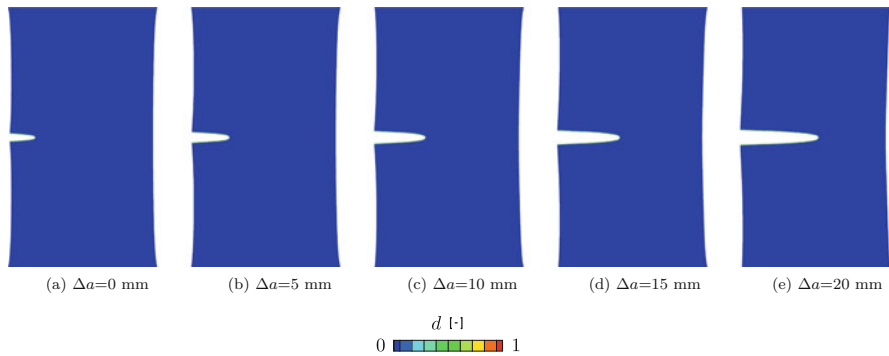 (a) Δa=0 mm (b) Δa=5 mm (c) Δa=10 mm (d) Δa=15 mm (e) Δa=20 mm
d [-]
0 1